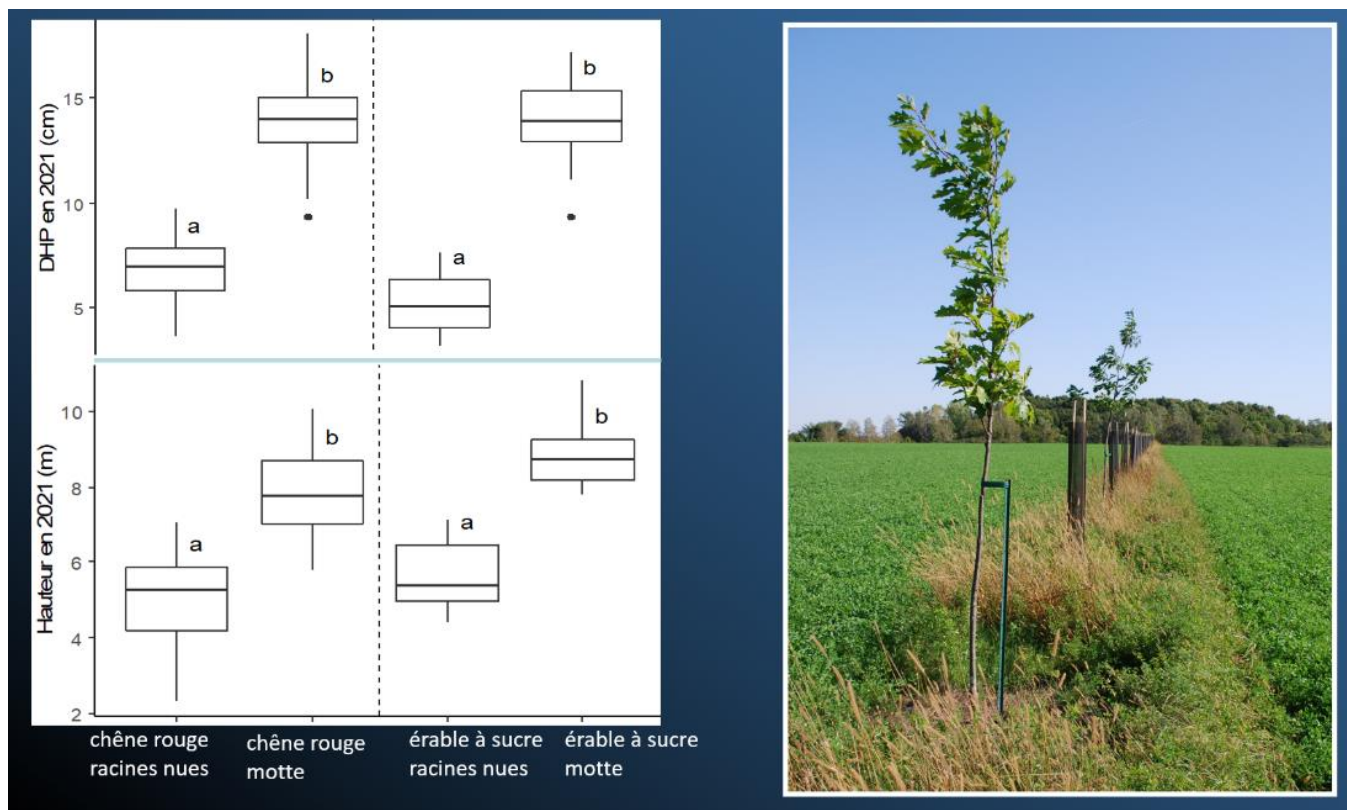 DHP en 2021 (cm)
15
10
5
a
b
a
b
Hauteur en 2021 (m)
10
8
6
4
2
a
b
a
b
chêne rouge
racines nues
chêne rouge
motte
érable à sucre
racines nues
érable à sucre
motte